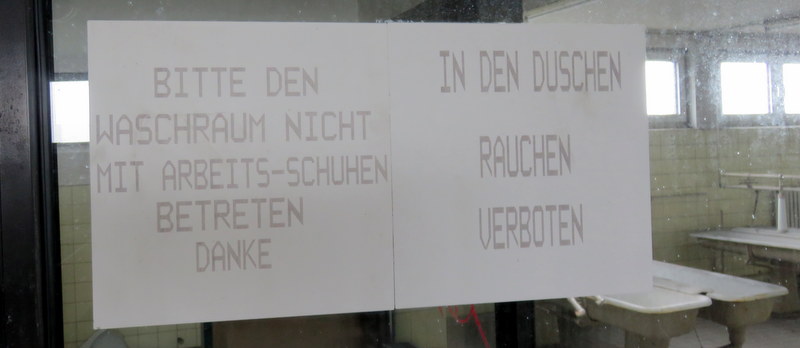 BITTE DEN
WASCHRAUM NICHT
MIT ARBEITS-SCHUHEN
BETRETEN
DANKE
IN DEN DUSCHEN
RAUCHEN
VERBOTEN